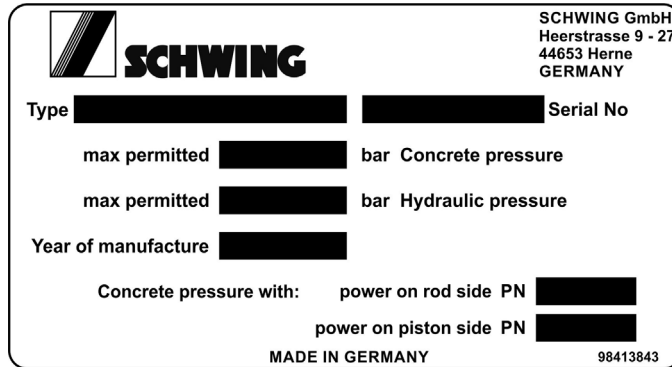 SCHWING
SCHWING GmbH
Heerstrasse 9 - 27
44653 Herne
GERMANY
Type Serial No
max permitted bar Concrete pressure
max permitted bar Hydraulic pressure
Year of manufacture
Concrete pressure with: power on rod side PN
power on piston side PN
MADE IN GERMANY 98413843